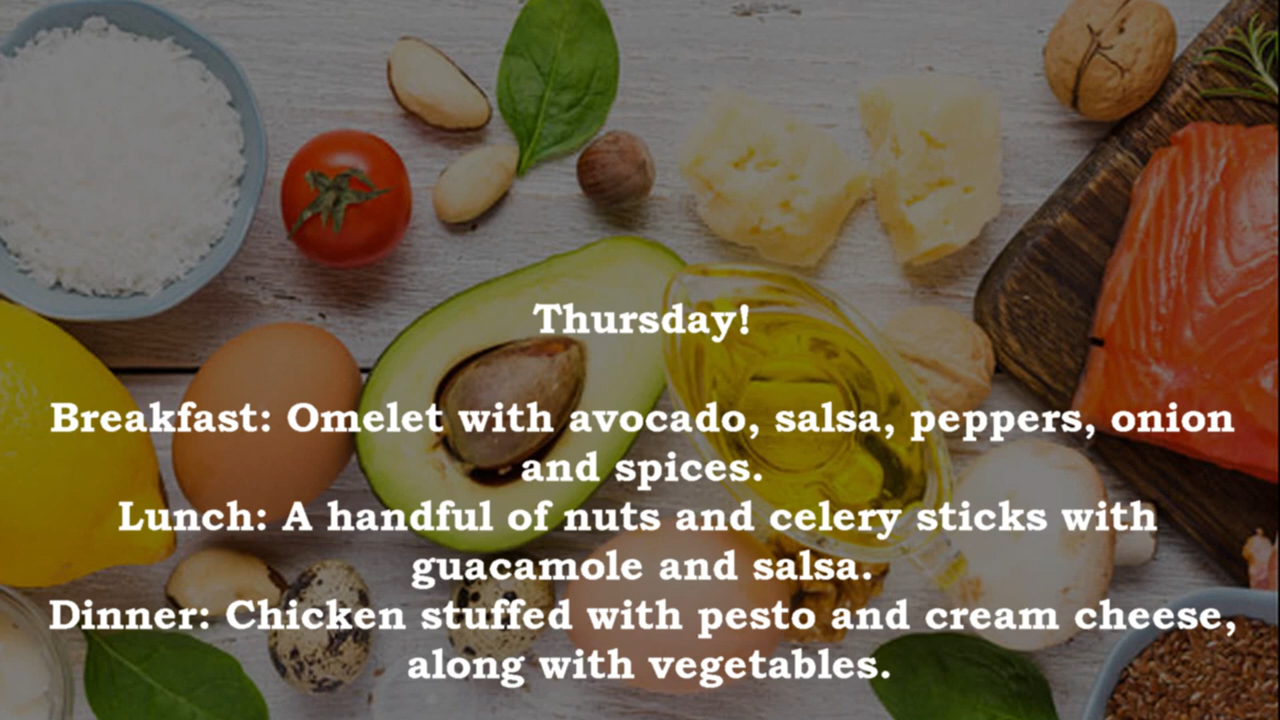 Thursday!
Breakfast: Omelet with avocado, salsa, peppers, onion
and spices.
Lunch: A handful of nuts and celery sticks with
guacamole and salsa.
Dinner: Chicken stuffed with pesto and cream cheese,
along with vegetables.